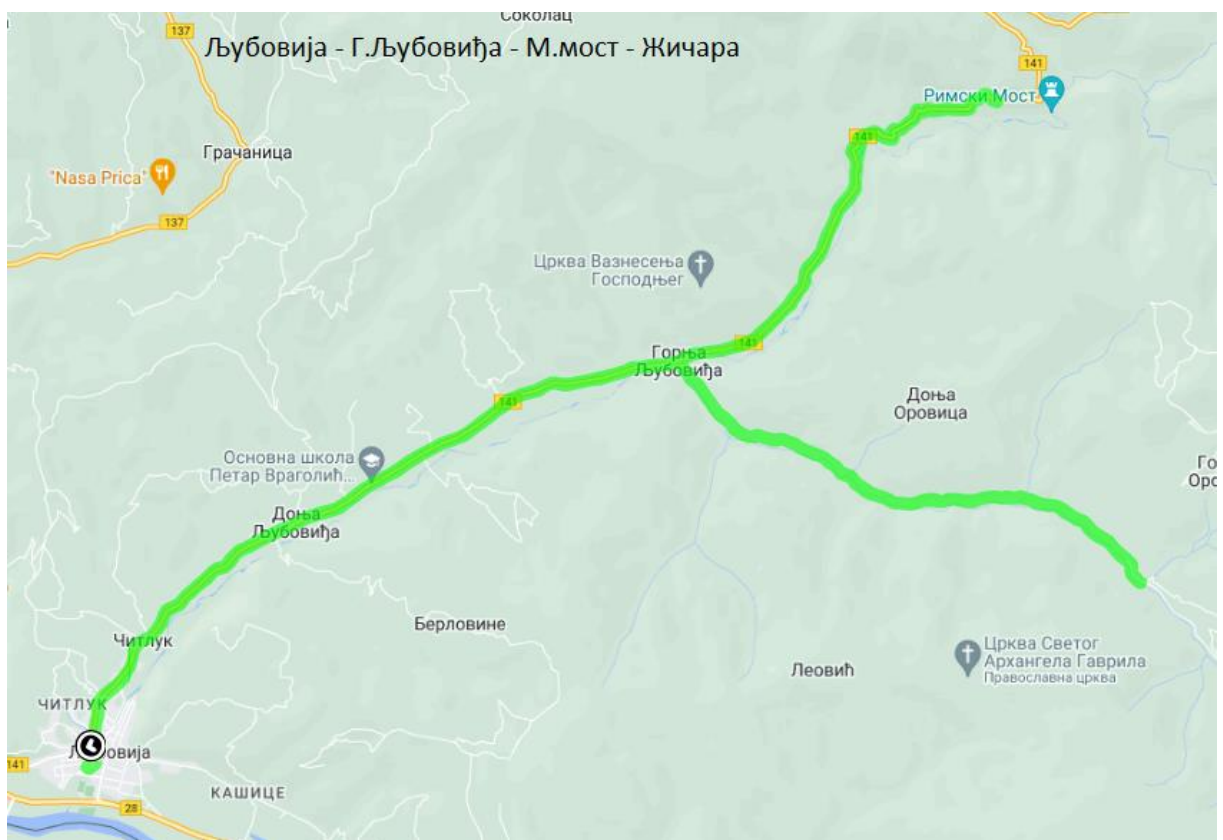 Соколац
137
Љубовија - Г.Љубовиђа - М.мост - Жичара
141
Римски Мост
141
Грачаница
"Nasa Prica"
137
Црква Вазнесења
Господњег
141
Горња
Љубовиђа
141
Доња
Оровица
Основна школа
Петар Враголић...
Го
Оро
Доња
Љубовиђа
Берловине
Читлук
Црква Светог
Архангела Гаврила
Православна црква
Леовић
ЧИТЛУК
141
КАШИЦЕ
28